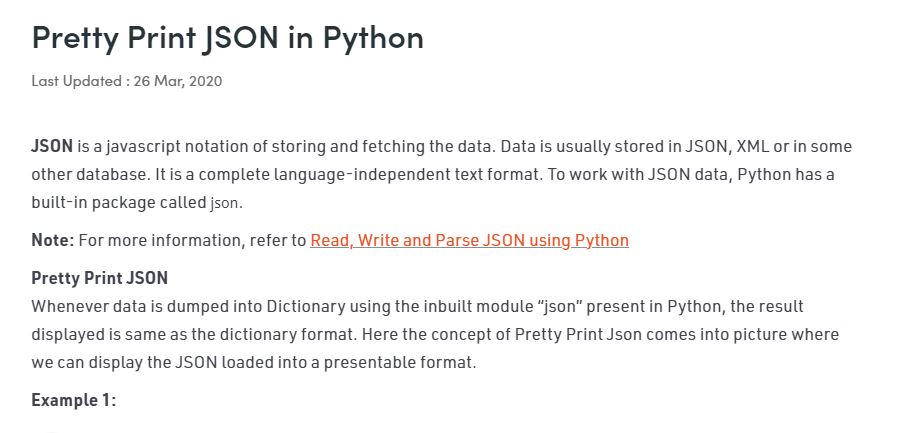 Pretty Print JSON in Python
Last Updated : 26 Mar, 2020
JSON is a javascript notation of storing and fetching the data. Data is usually stored in JSON, XML or in some
other database. It is a complete language-independent text format. To work with JSON data, Python has a
built-in package called json.
Note: For more information, refer to Read, Write and Parse JSON using Python
Pretty Print JSON
Whenever data is dumped into Dictionary using the inbuilt module “json” present in Python, the result
displayed is same as the dictionary format. Here the concept of Pretty Print Json comes into picture where
we can display the JSON loaded into a presentable format.
Example 1: